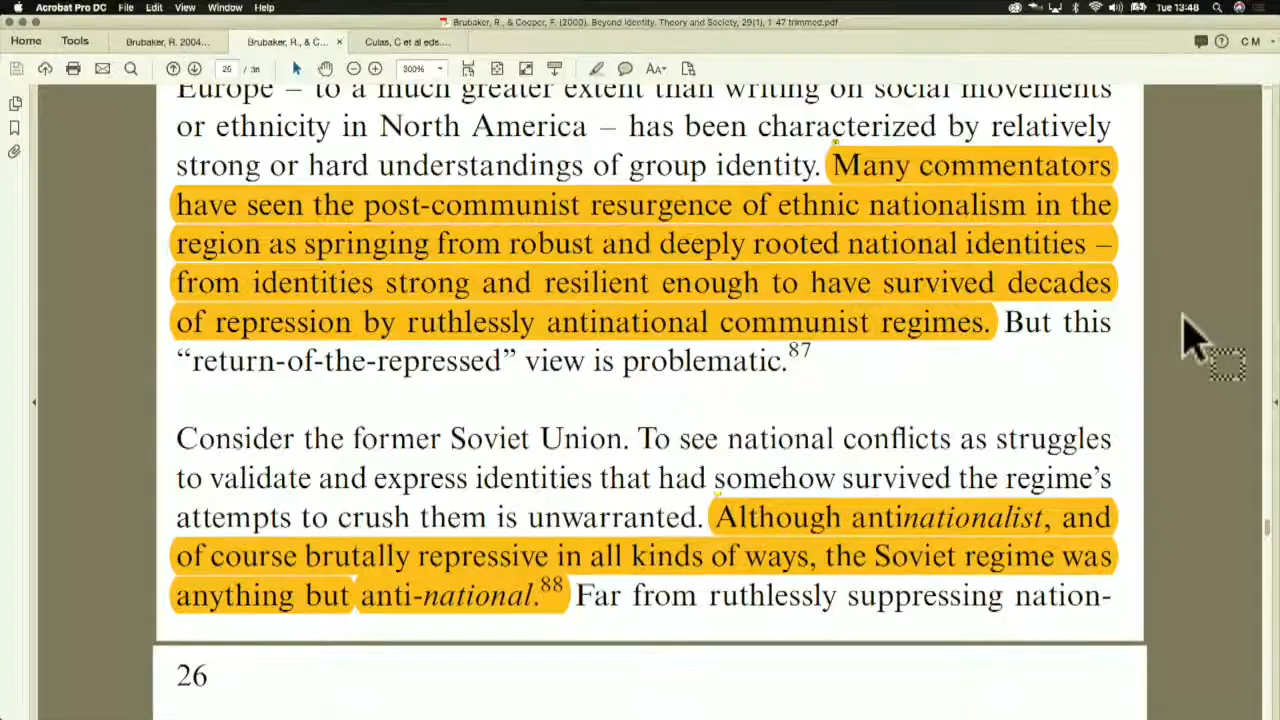 Acrobat Pro DC File Edit View Window Help Tue 13:48
Brubaker, R., & Cooper, F. (2000). Beyond Identity. Theory and Society, 29(1), 1-47 trimmed.pdf
Home Tools Brubaker, R. 2004... Brubaker, R., & C... × Culas, C et al eds.... C M
26 / 38 300%
Europe – to a much greater extent than writing on social movements
or ethnicity in North America – has been characterized by relatively
strong or hard understandings of group identity. Many commentators
have seen the post-communist resurgence of ethnic nationalism in the
region as springing from robust and deeply rooted national identities –
from identities strong and resilient enough to have survived decades
of repression by ruthlessly antinational communist regimes. But this
“return-of-the-repressed” view is problematic.87
Consider the former Soviet Union. To see national conflicts as struggles
to validate and express identities that had somehow survived the regime’s
attempts to crush them is unwarranted. Although antinationalist, and
of course brutally repressive in all kinds of ways, the Soviet regime was
anything but anti-national.88 Far from ruthlessly suppressing nation-
26